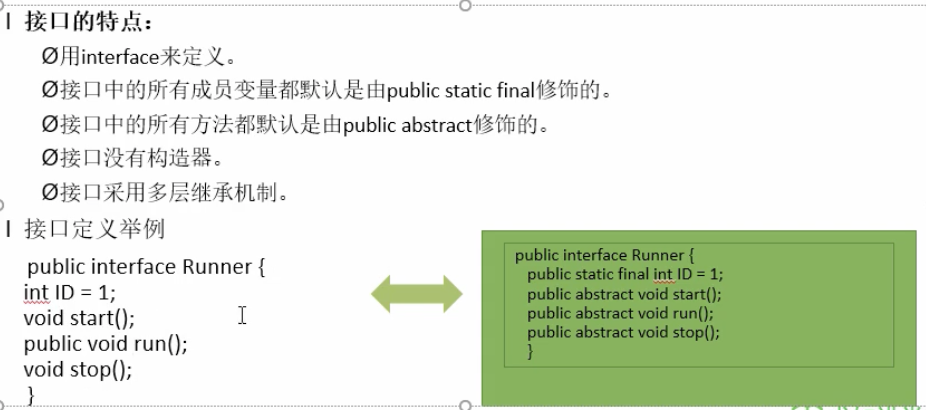 l 接口的特点：
Ø用interface来定义。
Ø接口中的所有成员变量都默认是由public static final修饰的。
Ø接口中的所有方法都默认是由public abstract修饰的。
Ø接口没有构造器。
Ø接口采用多层继承机制。
l 接口定义举例
public interface Runner {
int ID = 1;
void start();
public void run();
void stop();
}
public interface Runner {
public static final int ID = 1;
public abstract void start();
public abstract void run();
public abstract void stop();
}